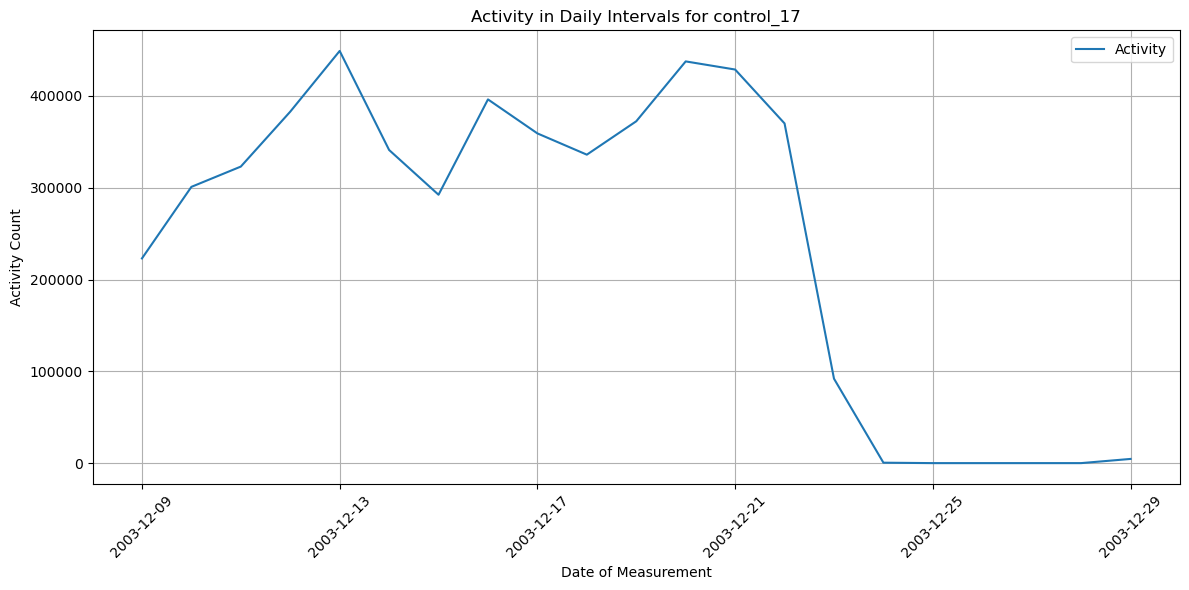 Activity in Daily Intervals for control_17
Activity
Activity Count
400000
300000
200000
100000
0
2003-12-09
2003-12-13
2003-12-17
2003-12-21
2003-12-25
2003-12-29
Date of Measurement